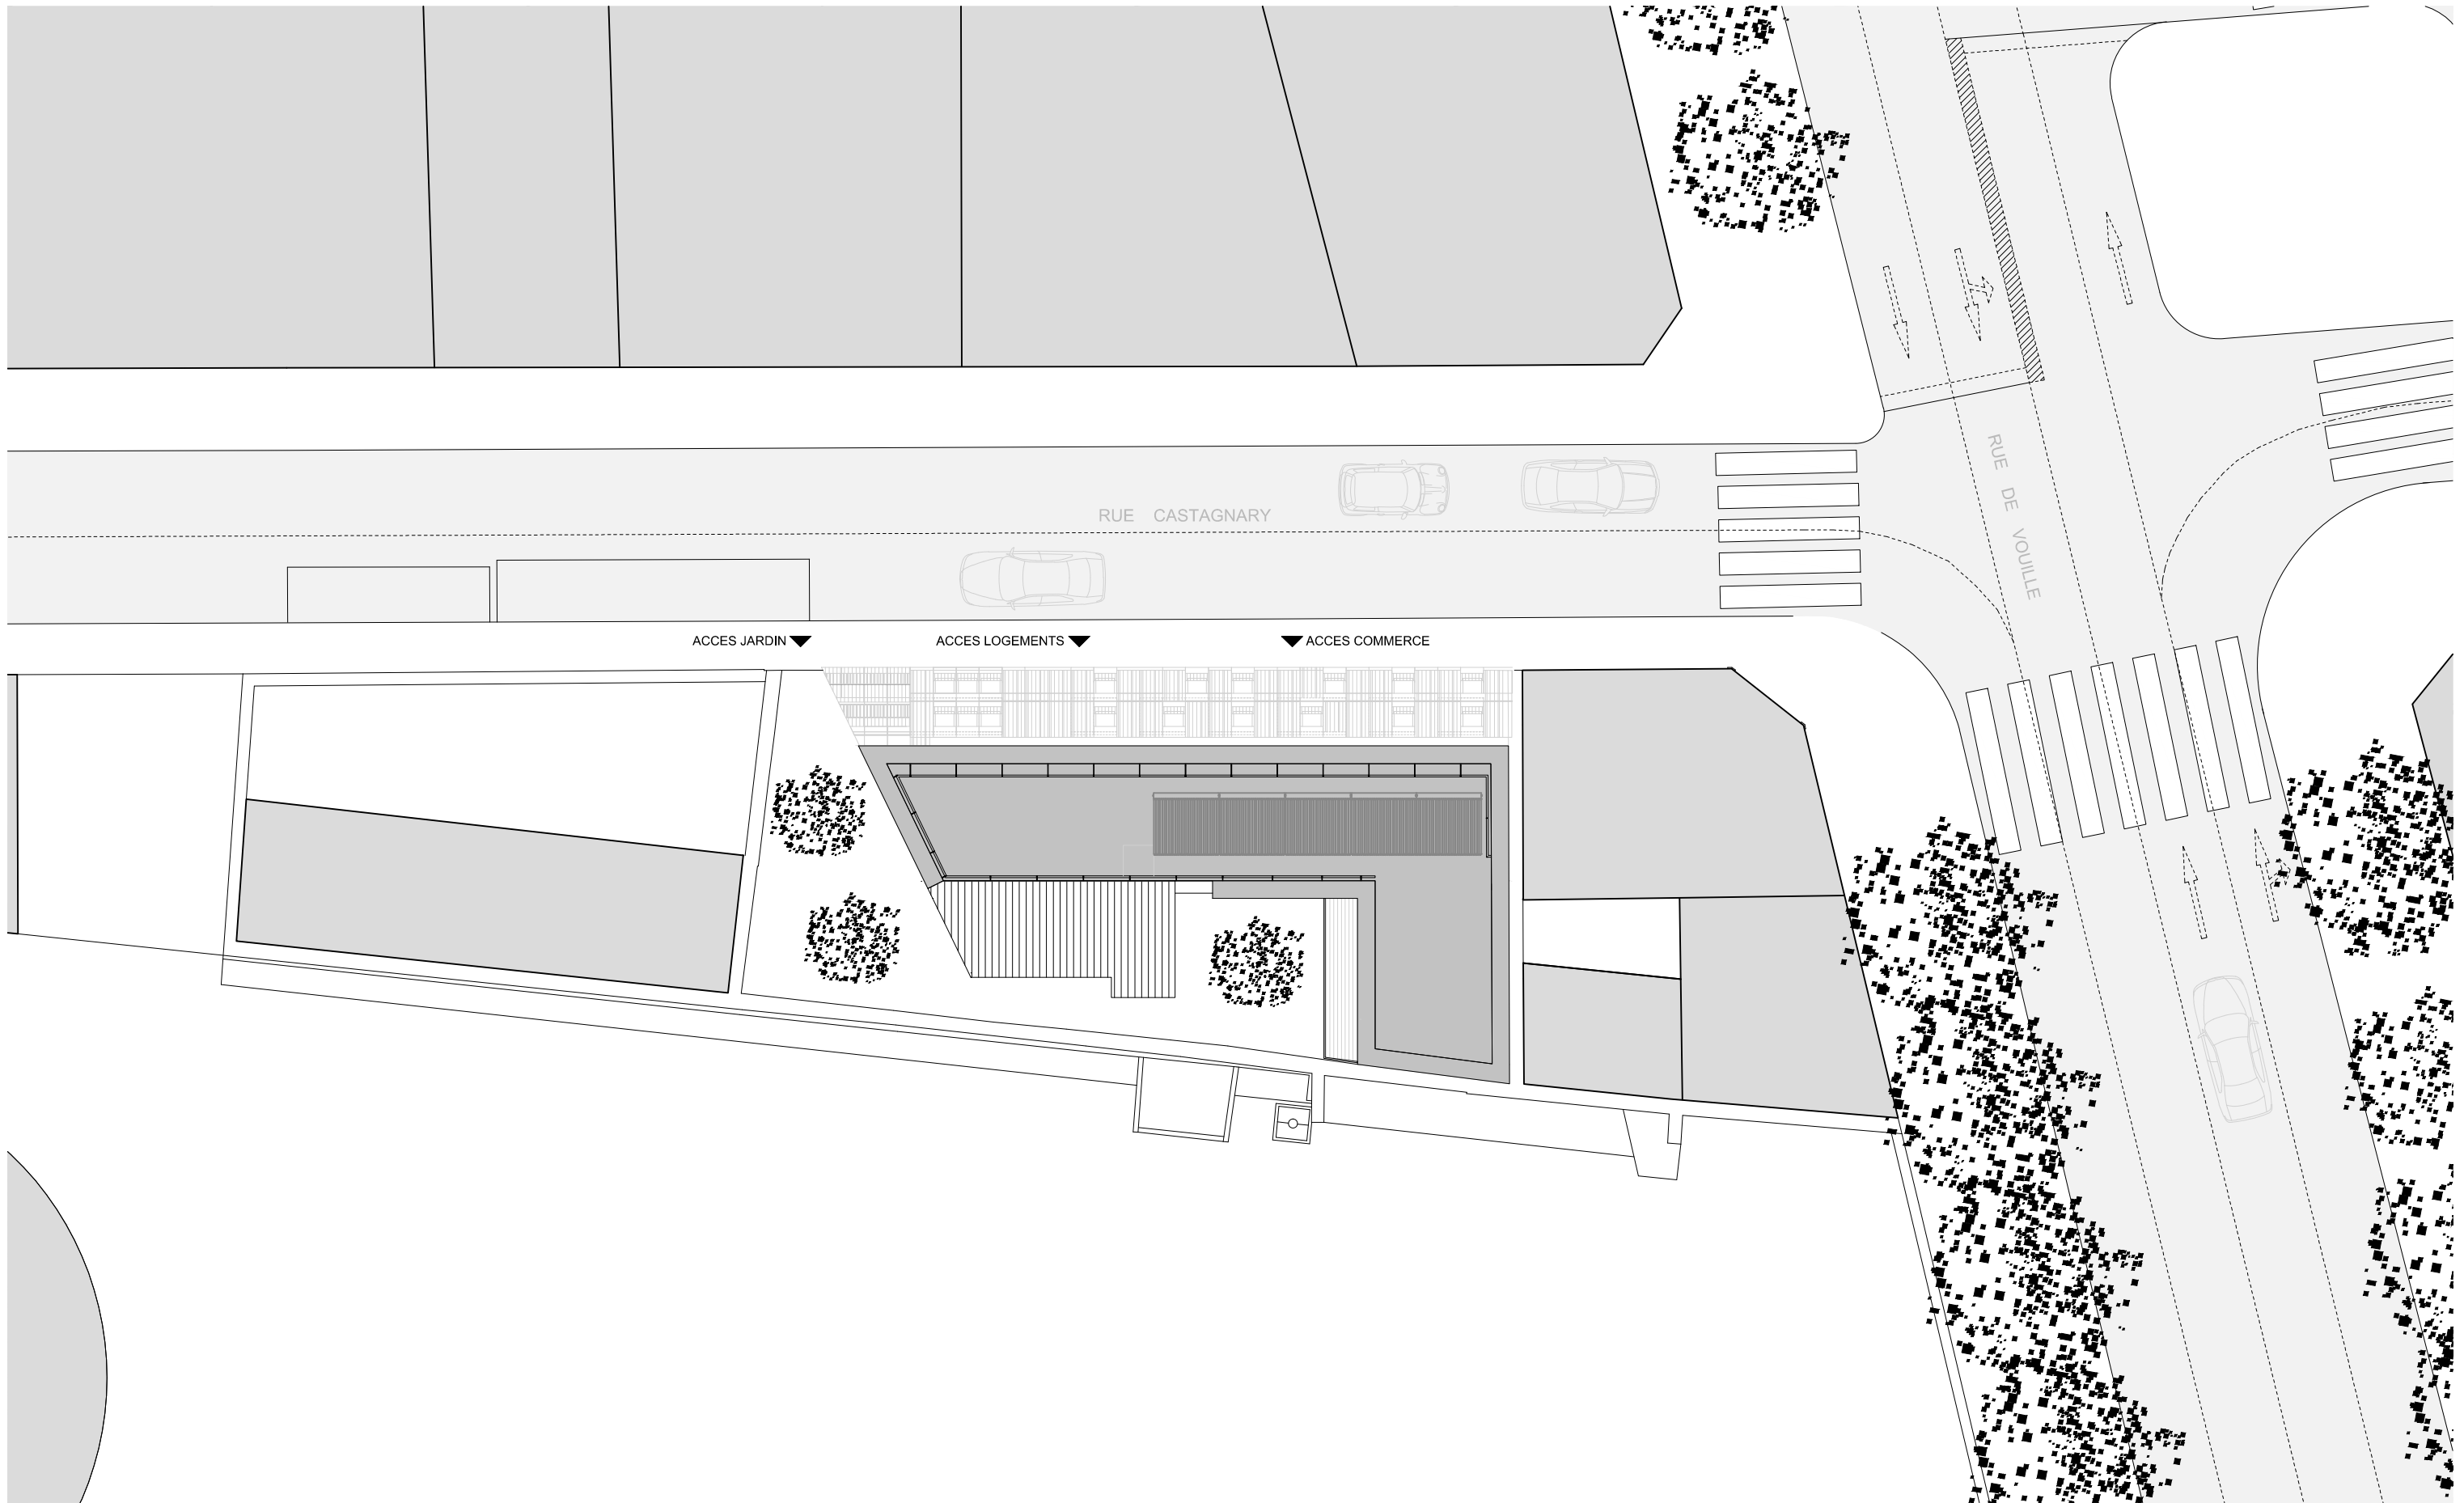 RUE CASTAGNARY
RUE DE VOUILLE
ACCES JARDIN
ACCES LOGEMENTS
ACCES COMMERCE